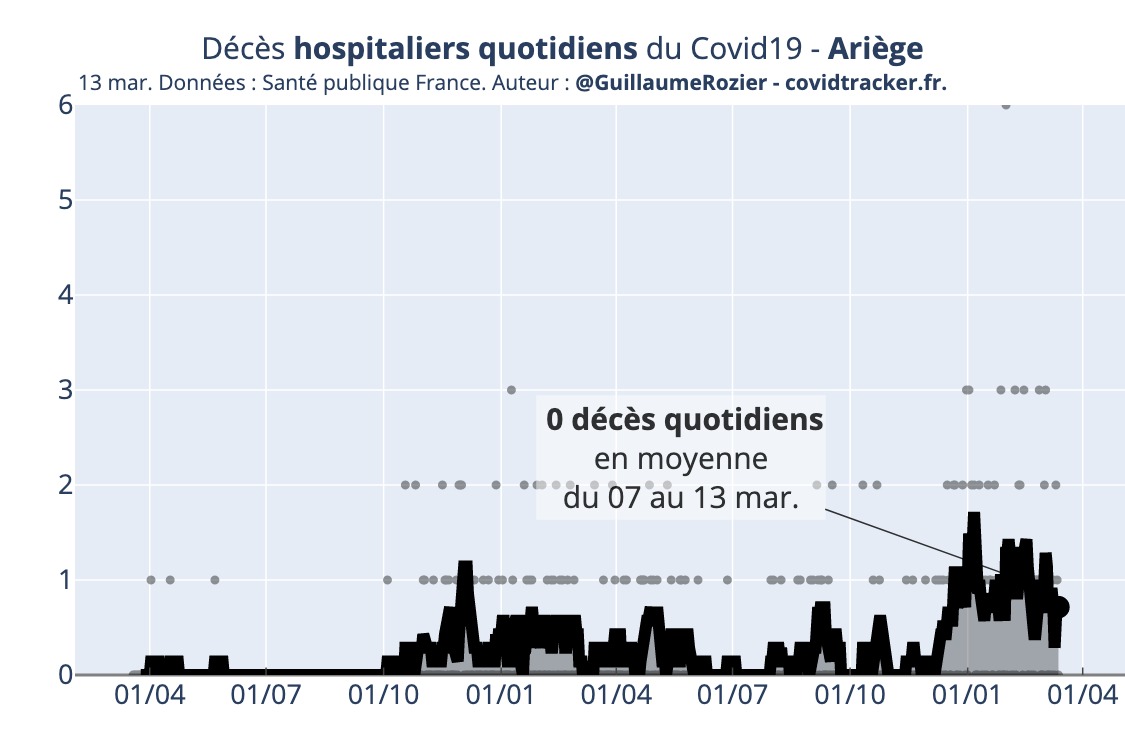 Décès hospitaliers quotidiens du Covid19 - Ariège
13 mar. Données : Santé publique France. Auteur : @GuillaumeRozier - covidtracker.fr.
6
5
4
3
2
1
0
0 décès quotidiens
en moyenne
du 07 au 13 mar.
01/04 01/07 01/10 01/01 01/04 01/07 01/10 01/01 01/04